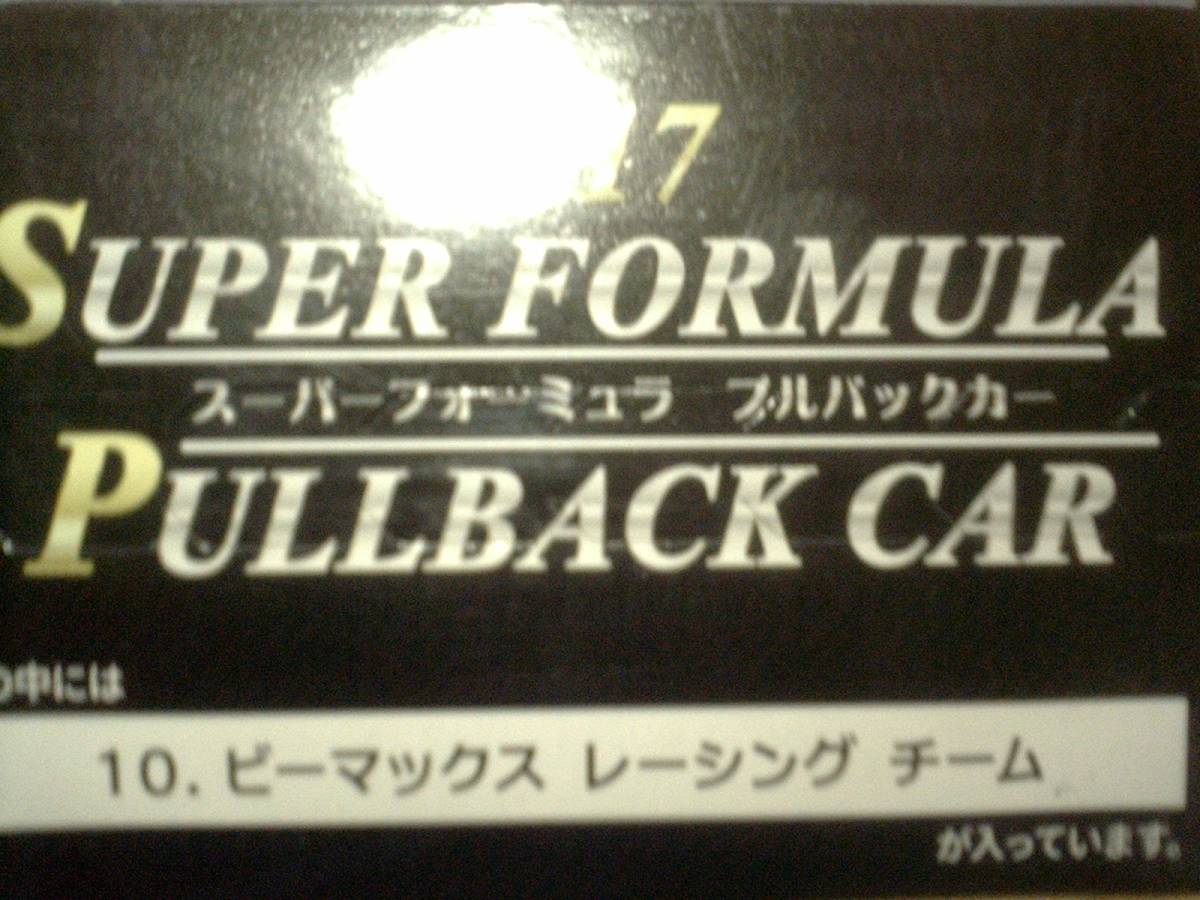 17
SUPER FORMULA
スーパーフォーミュラ プルバックカー
PULLBACK CAR
の中には
10.ビーマックス レーシング チーム
が入っています。